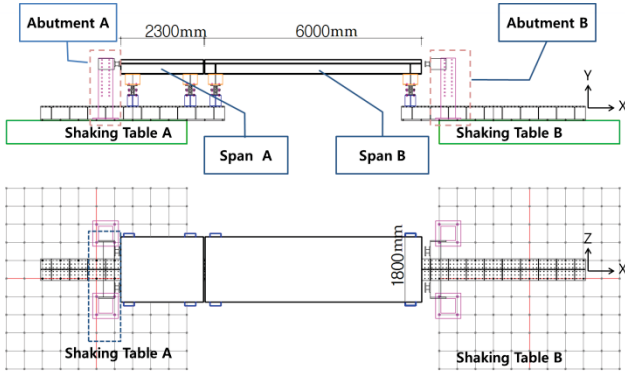 Abutment A
2300mm
6000mm
Abutment B
Y
X
Shaking Table A
Shaking Table B
Span A
Span B
1800mm
Z
X
Shaking Table A
Shaking Table B